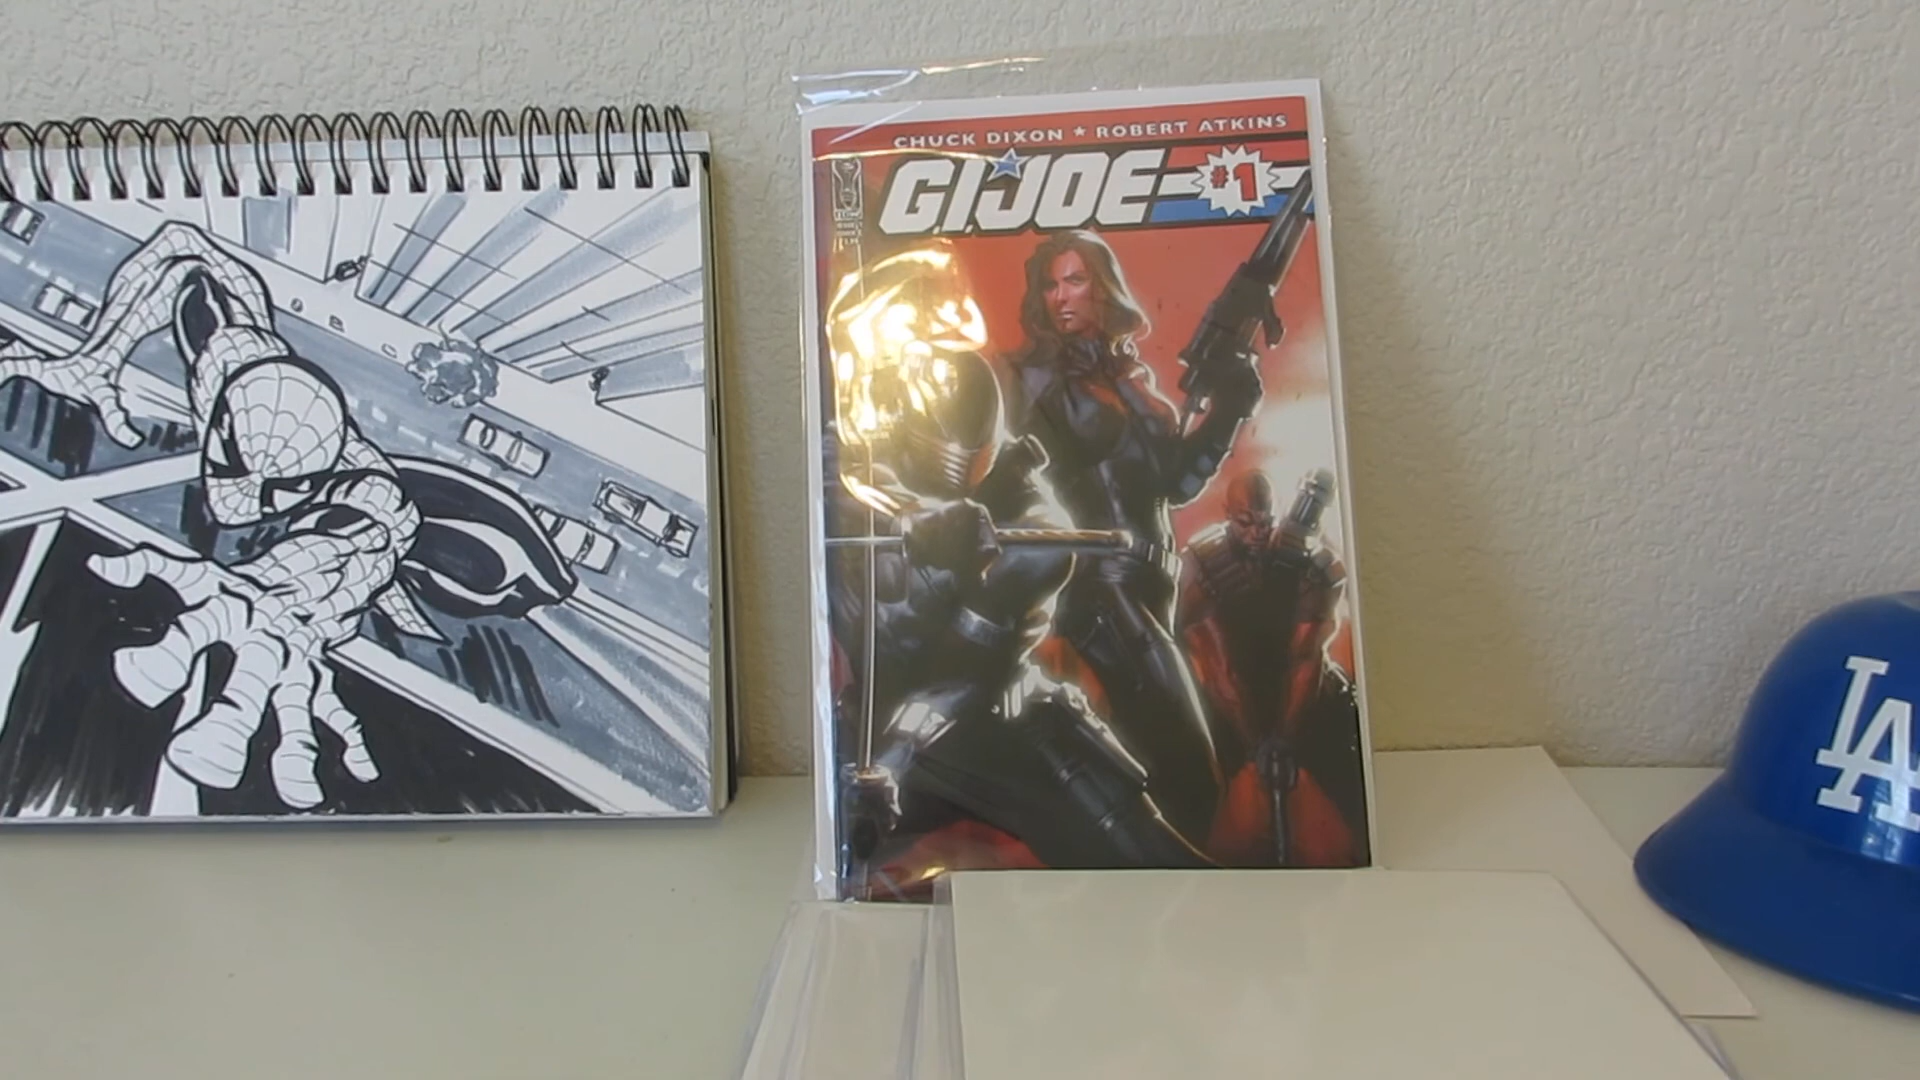 CHUCK DIXON ★ ROBERT ATKINS
G.I. JOE
#1
LA